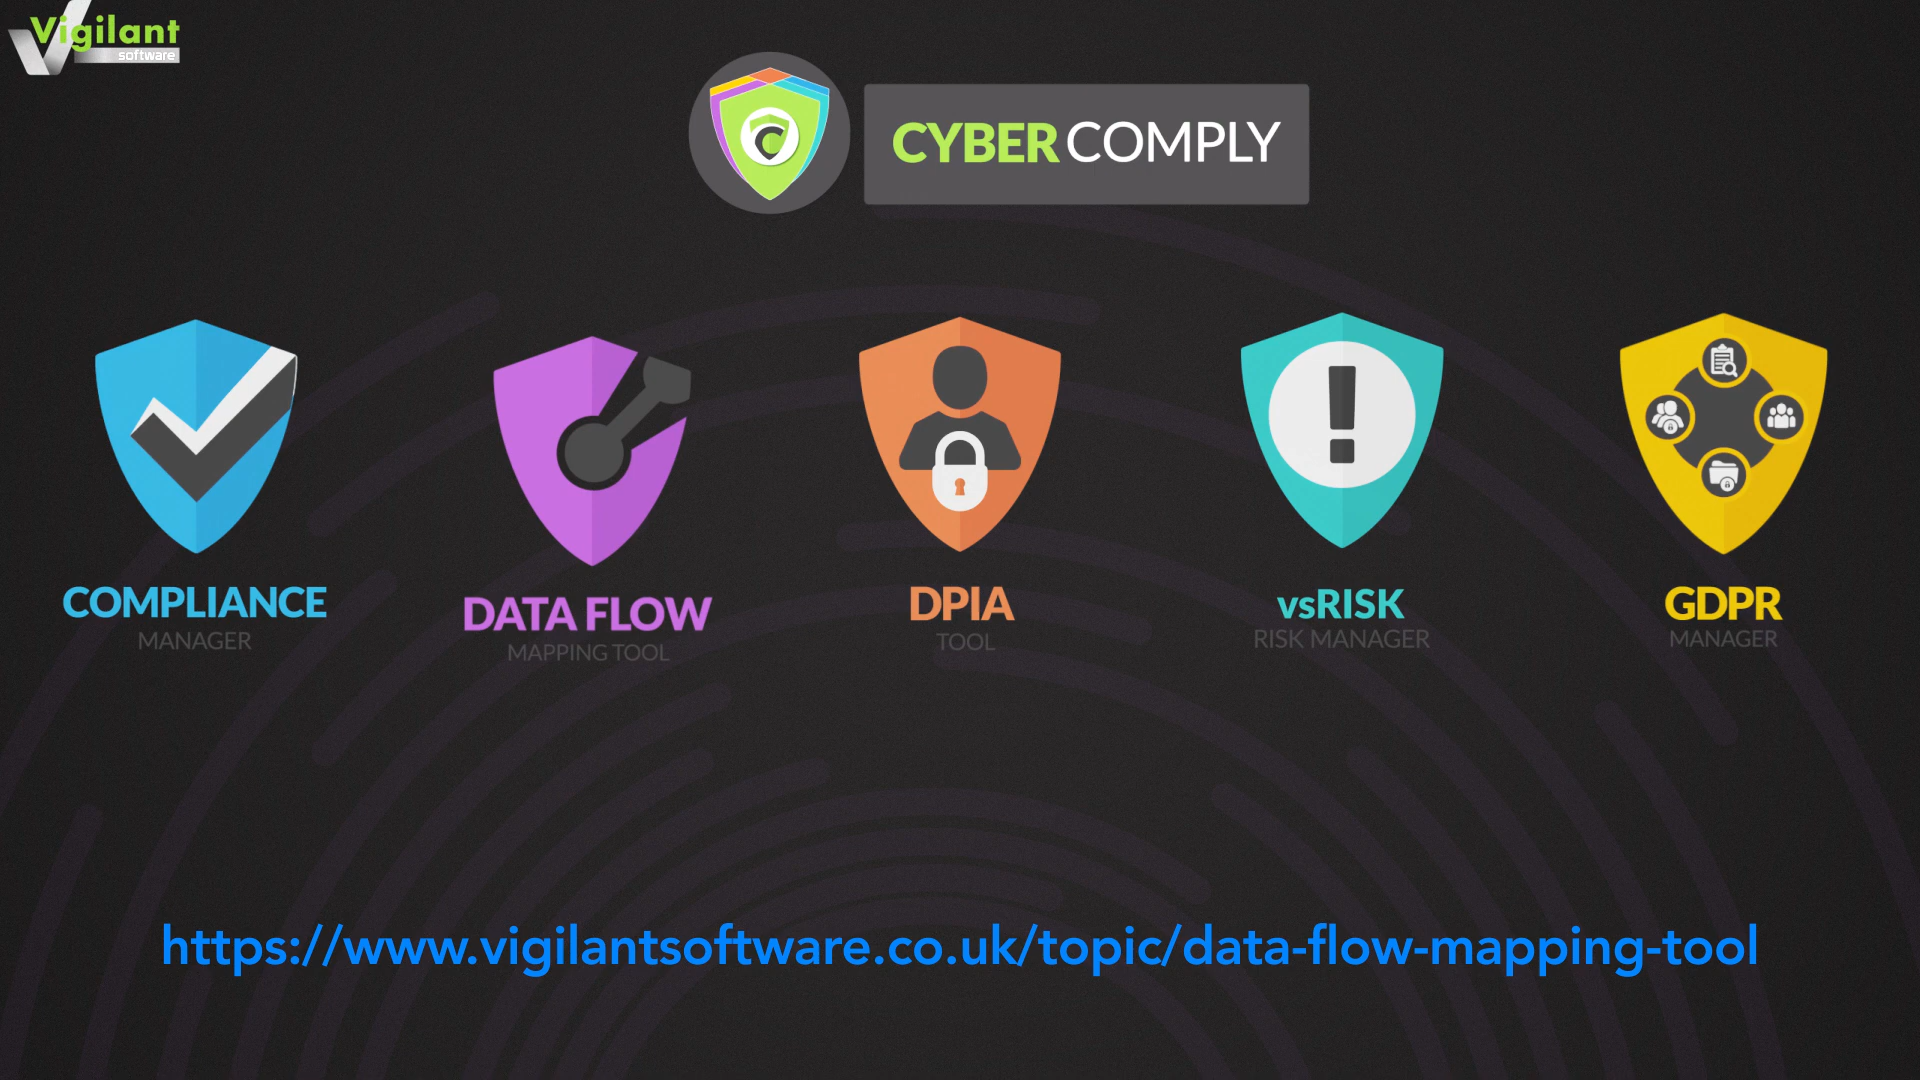 Vigilant
software
CYBER COMPLY
COMPLIANCE
MANAGER
DATA FLOW
MAPPING TOOL
DPIA
TOOL
vsRISK
RISK MANAGER
GDPR
MANAGER
https://www.vigilantsoftware.co.uk/topic/data-flow-mapping-tool